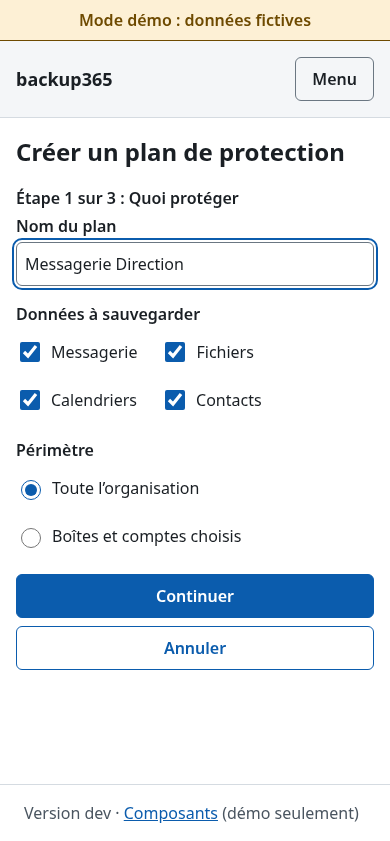 Mode démo : données fictives
backup365
Menu
Créer un plan de protection
Étape 1 sur 3 : Quoi protéger
Nom du plan
Messagerie Direction
Données à sauvegarder
Messagerie Fichiers
Calendriers Contacts
Périmètre
Toute l’organisation
Boîtes et comptes choisis
Continuer
Annuler
Version dev · Composants (démo seulement)